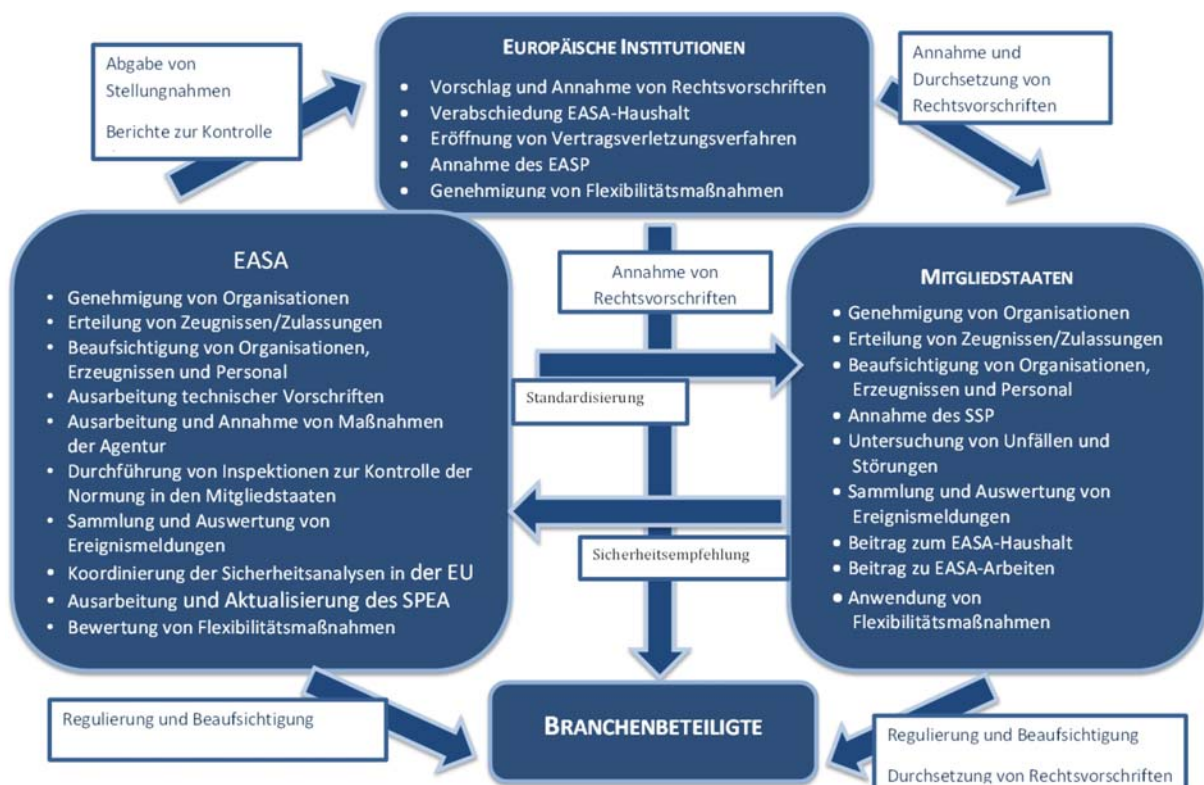 Abgabe von
Stellungnahmen
Berichte zur Kontrolle
EUROPÄISCHE INSTITUTIONEN
• Vorschlag und Annahme von Rechtsvorschriften
• Verabschiedung EASA-Haushalt
• Eröffnung von Vertragsverletzungsverfahren
• Annahme des EASP
• Genehmigung von Flexibilitätsmaßnahmen
Annahme und
Durchsetzung von
Rechtsvorschriften
EASA
• Genehmigung von Organisationen
• Erteilung von Zeugnissen/Zulassungen
• Beaufsichtigung von Organisationen,
Erzeugnissen und Personal
• Ausarbeitung technischer Vorschriften
• Ausarbeitung und Annahme von Maßnahmen
der Agentur
• Durchführung von Inspektionen zur Kontrolle der
Normung in den Mitgliedstaaten
• Sammlung und Auswertung von
Ereignismeldungen
• Koordinierung der Sicherheitsanalysen in der EU
• Ausarbeitung und Aktualisierung des SPEA
• Bewertung von Flexibilitätsmaßnahmen
Annahme von
Rechtsvorschriften
Standardisierung
Sicherheitsempfehlung
MITGLIEDSTAATEN
• Genehmigung von Organisationen
• Erteilung von Zeugnissen/Zulassungen
• Beaufsichtigung von Organisationen,
Erzeugnissen und Personal
• Annahme des SSP
• Untersuchung von Unfällen und
Störungen
• Sammlung und Auswertung von
Ereignismeldungen
• Beitrag zum EASA-Haushalt
• Beitrag zu EASA-Arbeiten
• Anwendung von
Flexibilitätsmaßnahmen
Regulierung und Beaufsichtigung
BRANCHENBETEILIGTE
Regulierung und Beaufsichtigung
Durchsetzung von Rechtsvorschriften